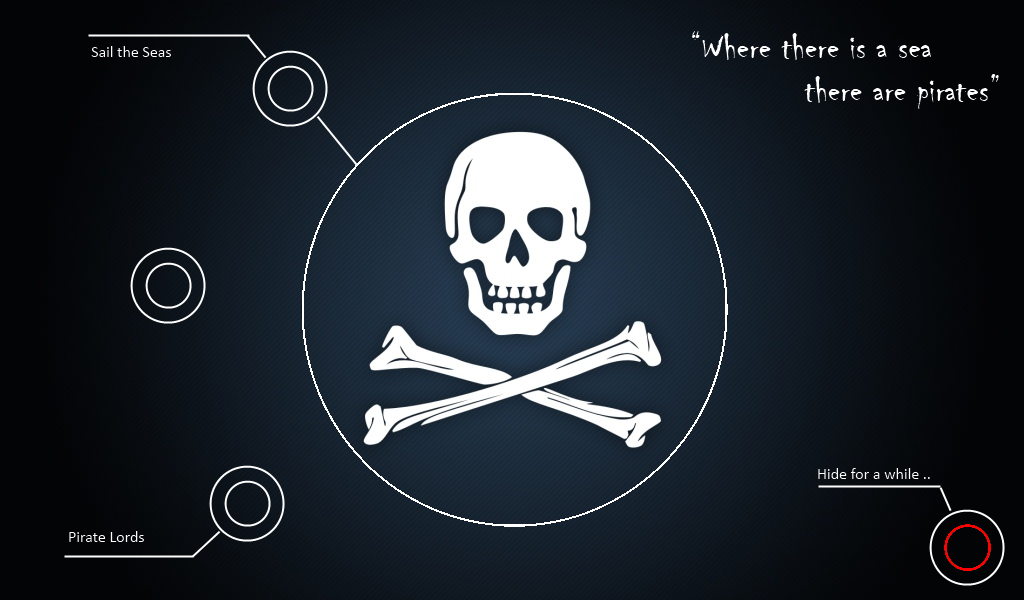 Sail the Seas
“Where there is a sea
there are pirates”
Hide for a while ..
Pirate Lords